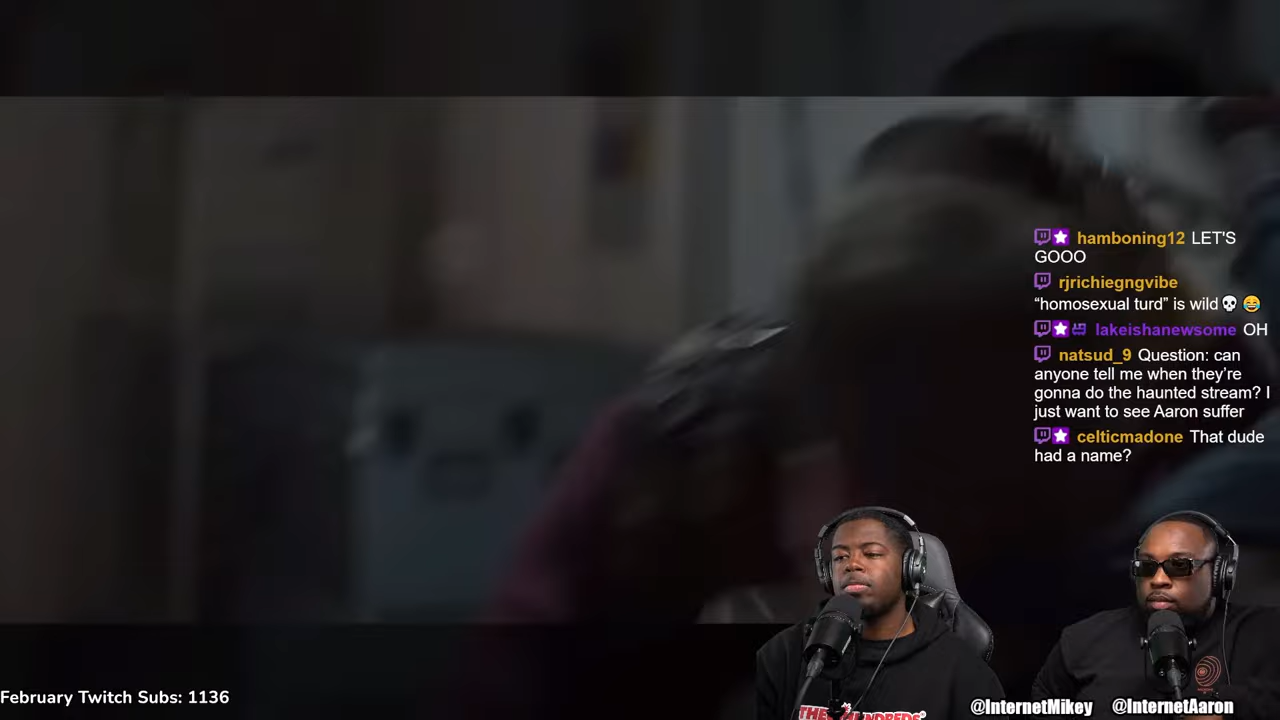 hamboning12 LET'S
GOOO
rjrichiegngvibe
“homosexual turd” is wild💀😂
lakeishanewsome OH
natsud_9 Question: can
anyone tell me when they’re
gonna do the haunted stream? I
just want to see Aaron suffer
celticmadone That dude
had a name?
THE HUNDREDS
February Twitch Subs: 1136
@InternetMikey
@InternetAaron